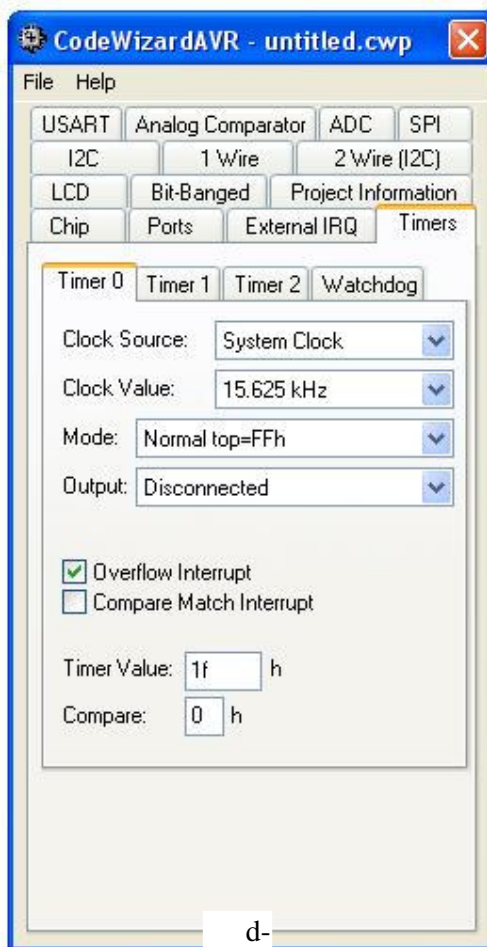 CodeWizardAVR - untitled.cwp
File Help
USART Analog Comparator ADC SPI
I2C 1 Wire 2 Wire (I2C)
LCD Bit-Banged Project Information
Chip Ports External IRQ Timers
Timer 0 Timer 1 Timer 2 Watchdog
Clock Source: System Clock
Clock Value: 15.625 kHz
Mode: Normal top=FFh
Output: Disconnected
Overflow Interrupt
Compare Match Interrupt
Timer Value: 1f h
Compare: 0 h
d-